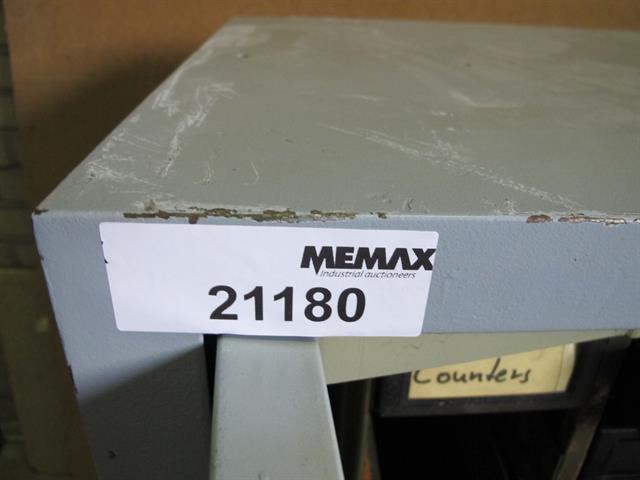 MEMAX
Industrial auctioneers
21180
Counters